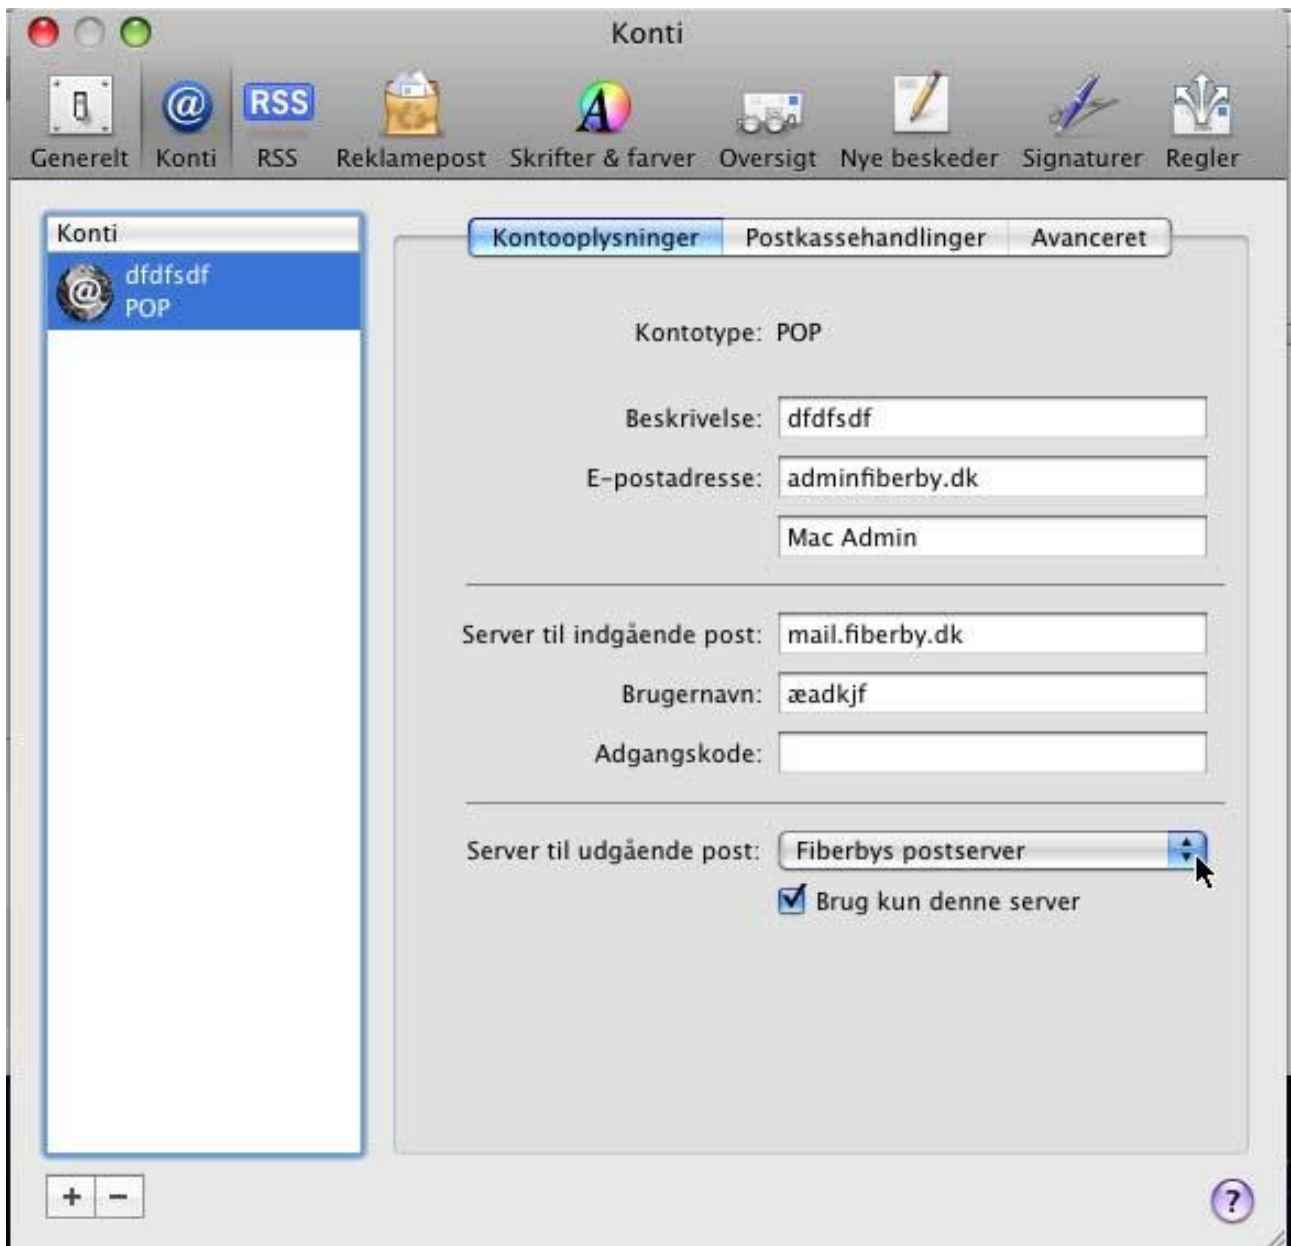 Konti
RSS
Generelt Konti RSS Reklamepost Skrifter & farver Oversigt Nye beskeder Signaturer Regler
Konti
dfdfsdf
POP
Kontooplysninger Postkassehandlinger Avanceret
Kontotype: POP
Beskrivelse: dfdfsdf
E-postadresse: adminfiberby.dk
Mac Admin
Server til indgående post: mail.fiberby.dk
Brugernavn: æadkjf
Adgangskode:
Server til udgående post: Fiberbys postserver
Brug kun denne server